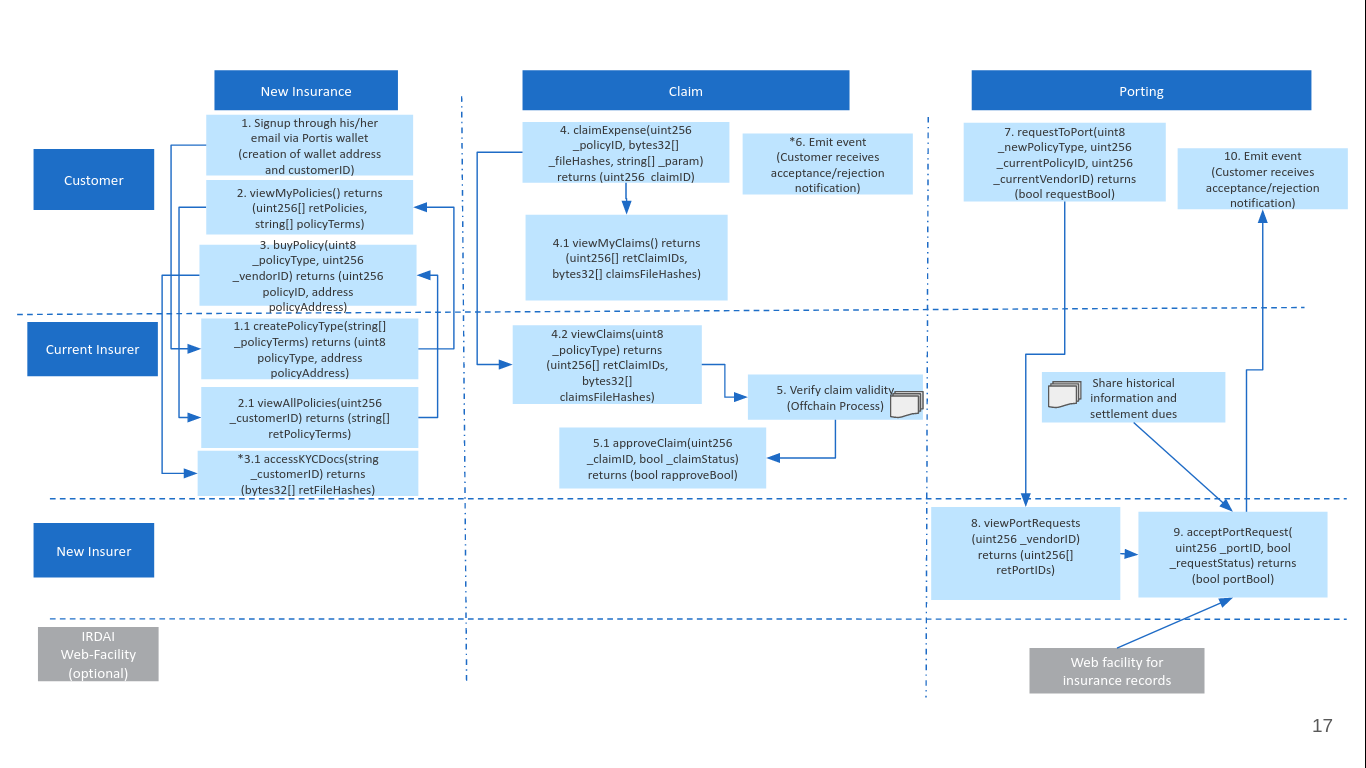 New Insurance
Claim
Porting
Customer
1. Signup through his/her
email via Portis wallet
(creation of wallet address
and customerID)
2. viewMyPolicies() returns
(uint256[] retPolicies,
string[] policyTerms)
3. buyPolicy(uint8
_policyType, uint256
_vendorID) returns (uint256
policyID, address
policyAddress)
4. claimExpense(uint256
_policyID, bytes32[]
_fileHashes, string[] _param)
returns (uint256 claimID)
*6. Emit event
(Customer receives
acceptance/rejection
notification)
4.1 viewMyClaims() returns
(uint256[] retClaimIDs,
bytes32[] claimsFileHashes)
7. requestToPort(uint8
_newPolicyType, uint256
_currentPolicyID, uint256
_currentVendorID) returns
(bool requestBool)
10. Emit event
(Customer receives
acceptance/rejection
notification)
Current Insurer
1.1 createPolicyType(string[]
_policyTerms) returns (uint8
policyType, address
policyAddress)
2.1 viewAllPolicies(uint256
_customerID) returns (string[]
retPolicyTerms)
*3.1 accessKYCDocs(string
_customerID) returns
(bytes32[] retFileHashes)
4.2 viewClaims(uint8
_policyType) returns
(uint256[] retClaimIDs,
bytes32[]
claimsFileHashes)
5. Verify claim validity
(Offchain Process)
5.1 approveClaim(uint256
_claimID, bool _claimStatus)
returns (bool rapproveBool)
Share historical
information and
settlement dues
New Insurer
8. viewPortRequests
(uint256 _vendorID)
returns (uint256[]
retPortIDs)
9. acceptPortRequest(
uint256 _portID, bool
_requestStatus) returns
(bool portBool)
IRDAI
Web-Facility
(optional)
Web facility for
insurance records
17